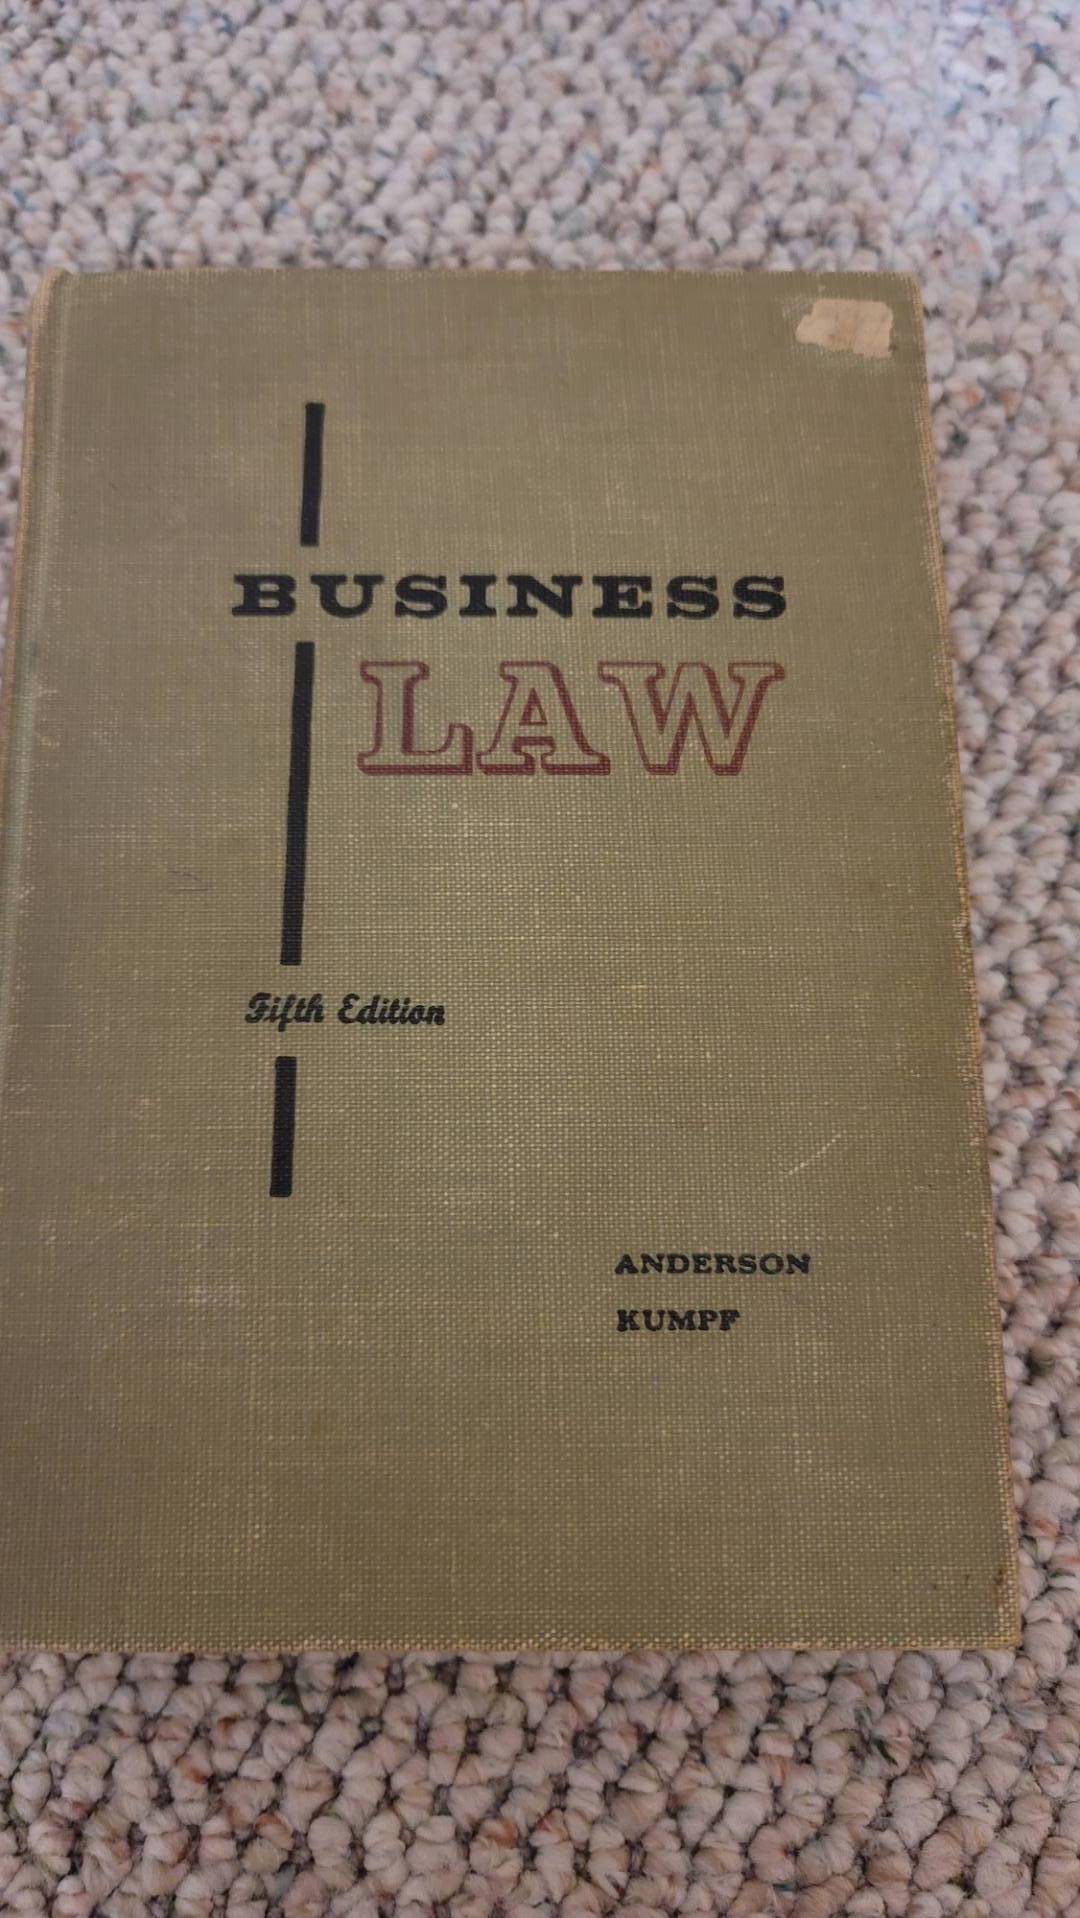 BUSINESS
LAW
Fifth Edition
ANDERSON
KUMPF